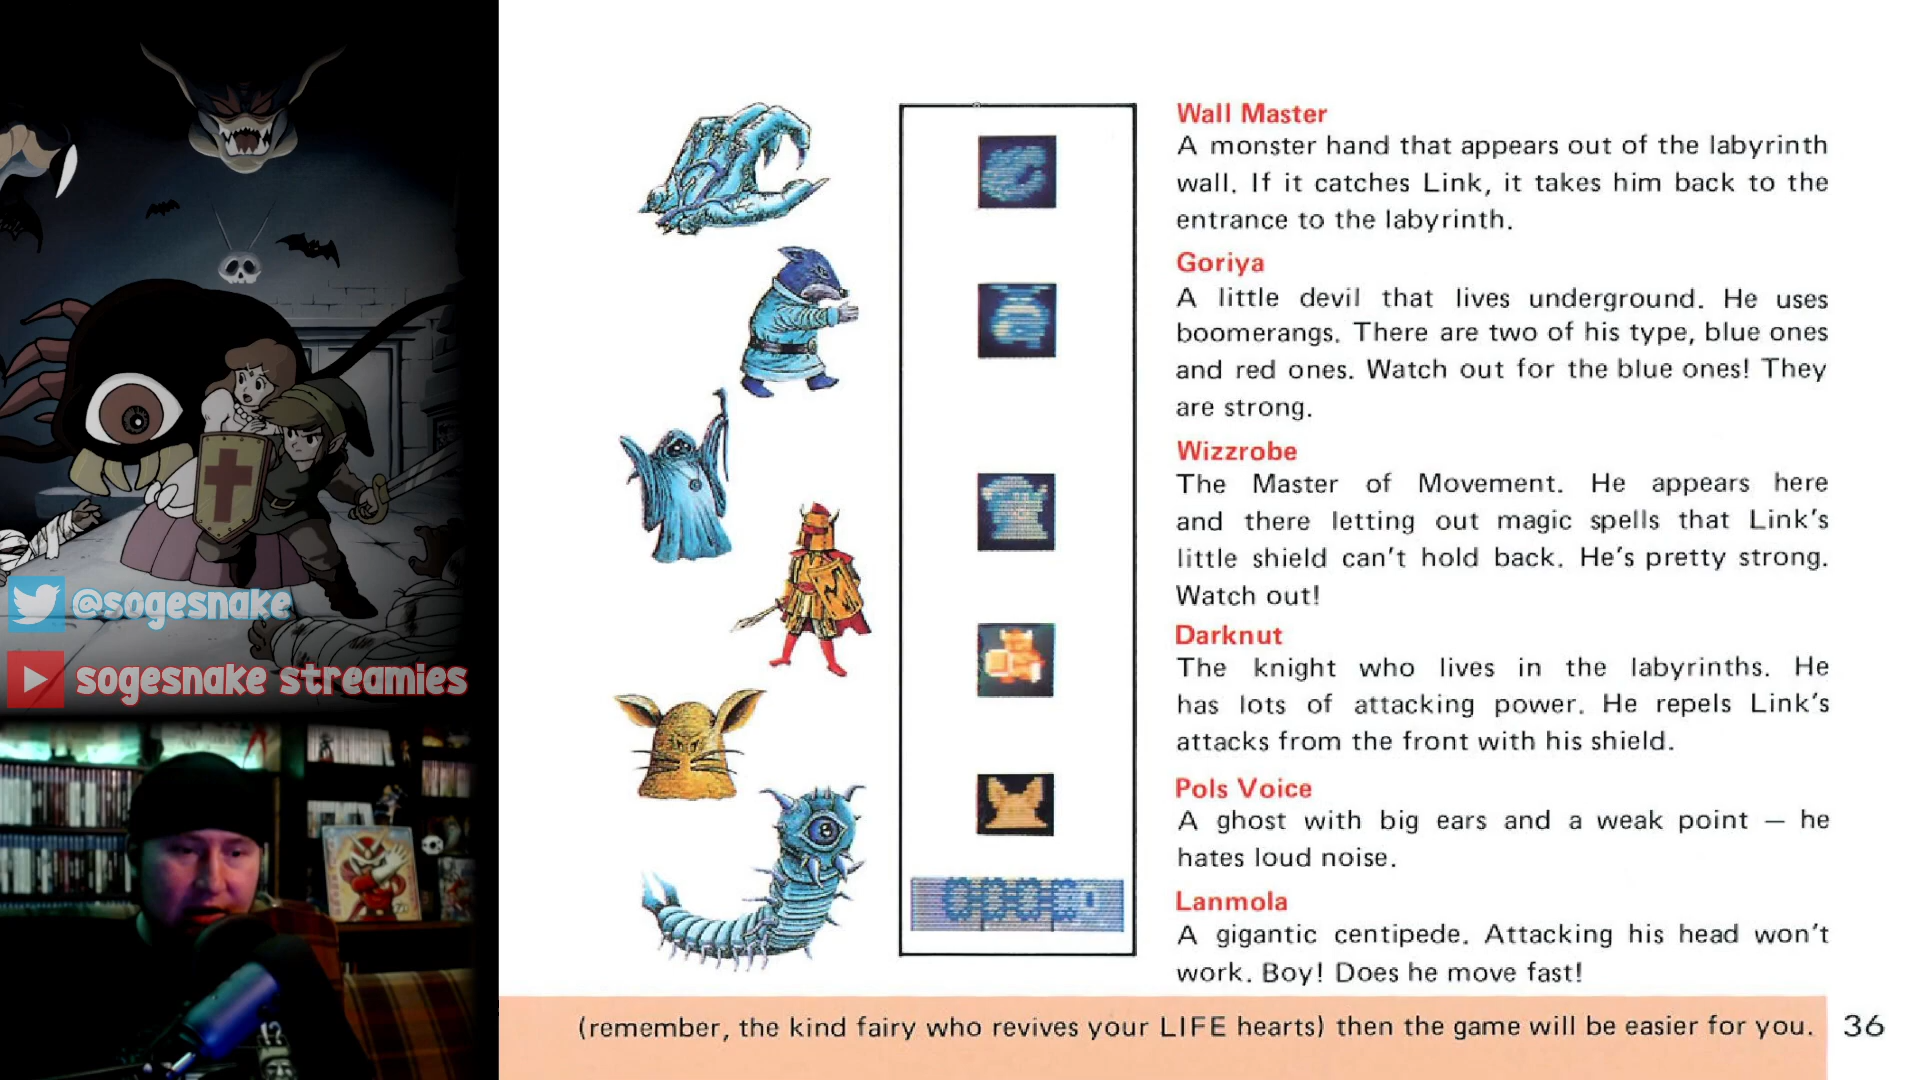 @sogesnake
sogesnake streamies
Wall Master
A monster hand that appears out of the labyrinth
wall. If it catches Link, it takes him back to the
entrance to the labyrinth.
Goriya
A little devil that lives underground. He uses
boomerangs. There are two of his type, blue ones
and red ones. Watch out for the blue ones! They
are strong.
Wizzrobe
The Master of Movement. He appears here
and there letting out magic spells that Link's
little shield can't hold back. He's pretty strong.
Watch out!
Darknut
The knight who lives in the labyrinths. He
has lots of attacking power. He repels Link's
attacks from the front with his shield.
Pols Voice
A ghost with big ears and a weak point — he
hates loud noise.
Lanmola
A gigantic centipede. Attacking his head won't
work. Boy! Does he move fast!
(remember, the kind fairy who revives your LIFE hearts) then the game will be easier for you.
36